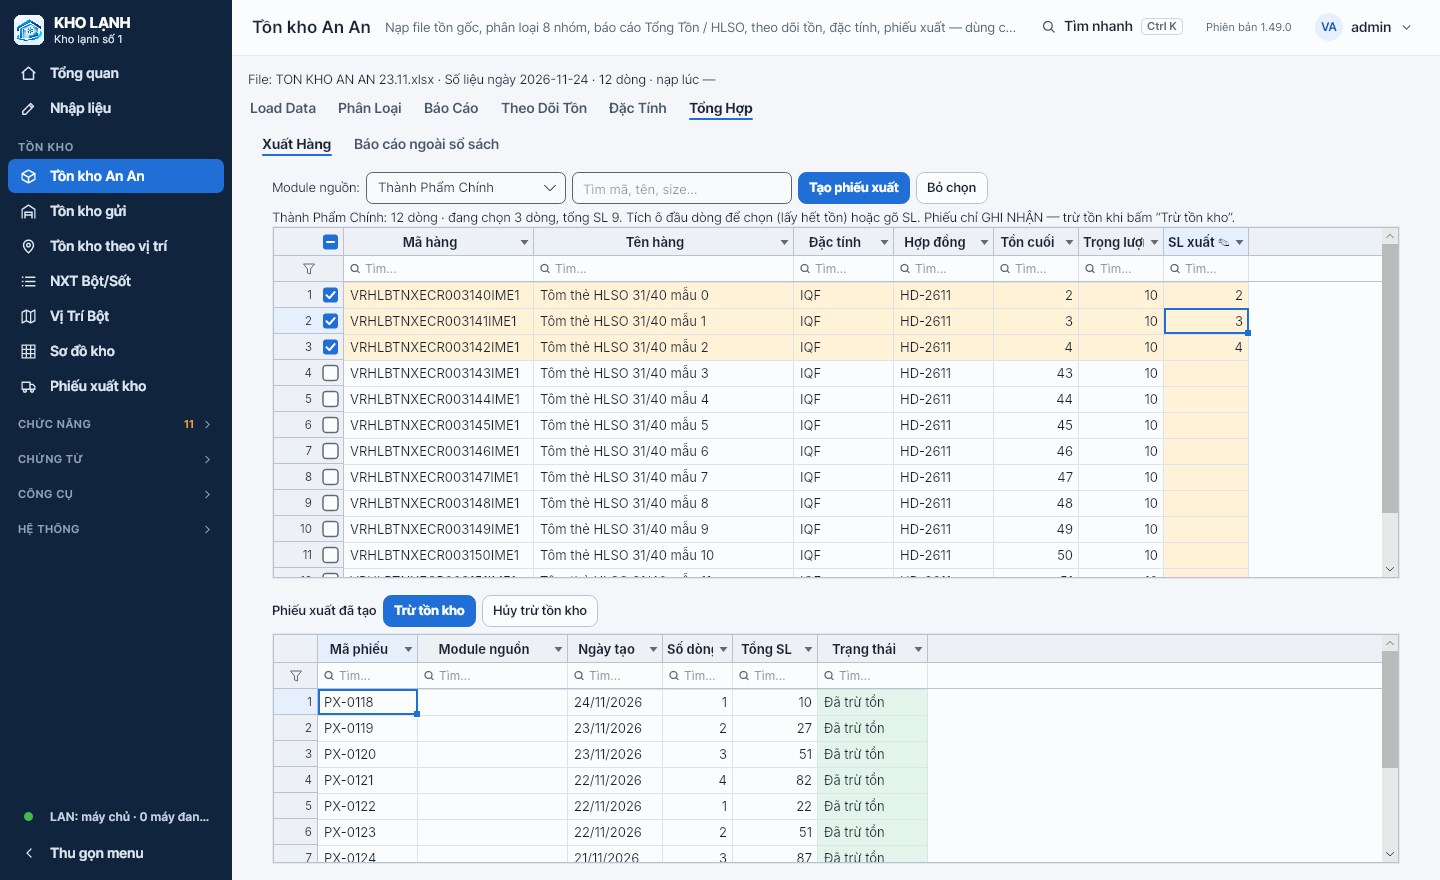 KHO LẠNH
Kho lạnh số 1
Tổng quan
Nhập liệu
TỒN KHO
Tồn kho An An
Tồn kho gửi
Tồn kho theo vị trí
NXT Bột/Sốt
Vị Trí Bột
Sơ đồ kho
Phiếu xuất kho
CHỨC NĂNG 11
CHỨNG TỪ
CÔNG CỤ
HỆ THỐNG
LAN: máy chủ · 0 máy đan...
Thu gọn menu
Tồn kho An An Nạp file tồn gốc, phân loại 8 nhóm, báo cáo Tổng Tồn / HLSO, theo dõi tồn, đặc tính, phiếu xuất — dùng c... Tìm nhanh Ctrl K Phiên bản 1.49.0 VA admin
File: TON KHO AN AN 23.11.xlsx · Số liệu ngày 2026-11-24 · 12 dòng · nạp lúc —
Load Data Phân Loại Báo Cáo Theo Dõi Tồn Đặc Tính Tổng Hợp
Xuất Hàng Báo cáo ngoài sổ sách
Module nguồn: Thành Phẩm Chính Tìm mã, tên, size... Tạo phiếu xuất Bỏ chọn
Thành Phẩm Chính: 12 dòng · đang chọn 3 dòng, tổng SL 9. Tích ô đầu dòng để chọn (lấy hết tồn) hoặc gõ SL. Phiếu chỉ GHI NHẬN — trừ tồn khi bấm “Trừ tồn kho”.
Mã hàng Tên hàng Đặc tính Hợp đồng Tồn cuối Trọng lượ SL xuất
Tìm... Tìm... Tìm... Tìm... Tìm... Tìm... Tìm...
1 VRHLBTNXECR003140IME1 Tôm thẻ HLSO 31/40 mẫu 0 IQF HD-2611 2 10 2
2 VRHLBTNXECR003141IME1 Tôm thẻ HLSO 31/40 mẫu 1 IQF HD-2611 3 10 3
3 VRHLBTNXECR003142IME1 Tôm thẻ HLSO 31/40 mẫu 2 IQF HD-2611 4 10 4
4 VRHLBTNXECR003143IME1 Tôm thẻ HLSO 31/40 mẫu 3 IQF HD-2611 43 10
5 VRHLBTNXECR003144IME1 Tôm thẻ HLSO 31/40 mẫu 4 IQF HD-2611 44 10
6 VRHLBTNXECR003145IME1 Tôm thẻ HLSO 31/40 mẫu 5 IQF HD-2611 45 10
7 VRHLBTNXECR003146IME1 Tôm thẻ HLSO 31/40 mẫu 6 IQF HD-2611 46 10
8 VRHLBTNXECR003147IME1 Tôm thẻ HLSO 31/40 mẫu 7 IQF HD-2611 47 10
9 VRHLBTNXECR003148IME1 Tôm thẻ HLSO 31/40 mẫu 8 IQF HD-2611 48 10
10 VRHLBTNXECR003149IME1 Tôm thẻ HLSO 31/40 mẫu 9 IQF HD-2611 49 10
11 VRHLBTNXECR003150IME1 Tôm thẻ HLSO 31/40 mẫu 10 IQF HD-2611 50 10
Phiếu xuất đã tạo Trừ tồn kho Hủy trừ tồn kho
Mã phiếu Module nguồn Ngày tạo Số dòng Tổng SL Trạng thái
Tìm... Tìm... Tìm... Tìm... Tìm... Tìm...
1 PX-0118 24/11/2026 1 10 Đã trừ tồn
2 PX-0119 23/11/2026 2 27 Đã trừ tồn
3 PX-0120 23/11/2026 3 51 Đã trừ tồn
4 PX-0121 22/11/2026 4 82 Đã trừ tồn
5 PX-0122 22/11/2026 1 22 Đã trừ tồn
6 PX-0123 22/11/2026 2 51 Đã trừ tồn
7 PX-0124 21/11/2026 3 87 Đã trừ tồn